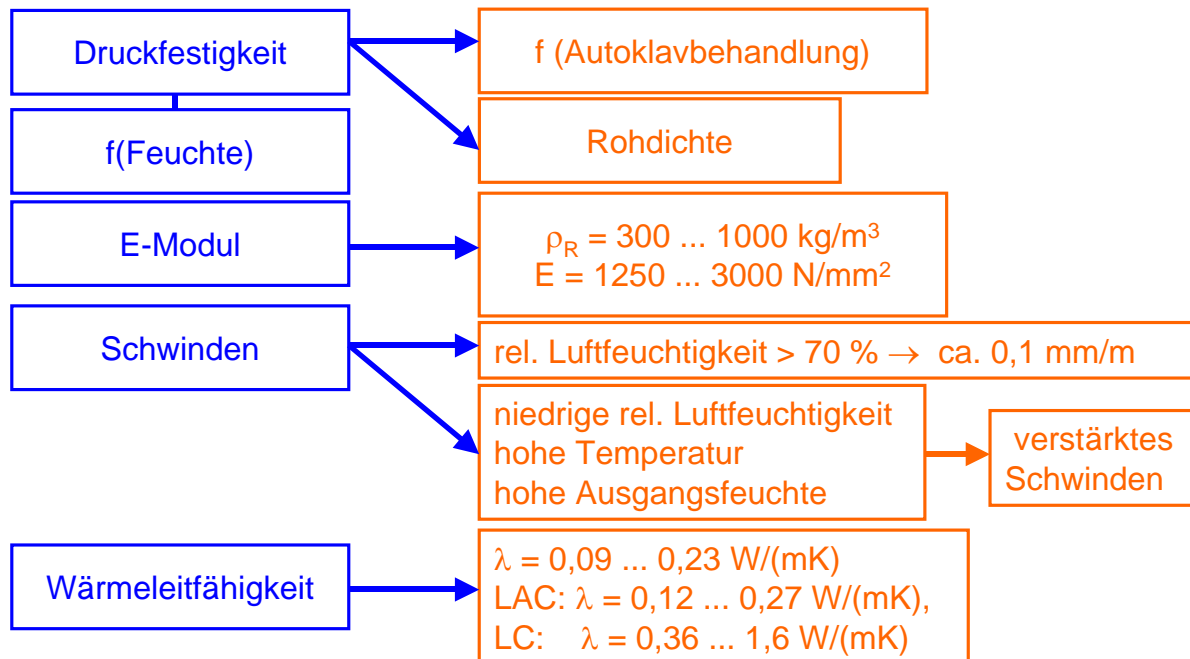 Druckfestigkeit
f (Autoklavbehandlung)
f(Feuchte)
Rohdichte
E-Modul
ρR = 300 ... 1000 kg/m³
E = 1250 ... 3000 N/mm²
Schwinden
rel. Luftfeuchtigkeit > 70 % → ca. 0,1 mm/m
niedrige rel. Luftfeuchtigkeit
hohe Temperatur
hohe Ausgangsfeuchte
verstärktes
Schwinden
Wärmeleitfähigkeit
λ = 0,09 ... 0,23 W/(mK)
LAC: λ = 0,12 ... 0,27 W/(mK),
LC: λ = 0,36 ... 1,6 W/(mK)